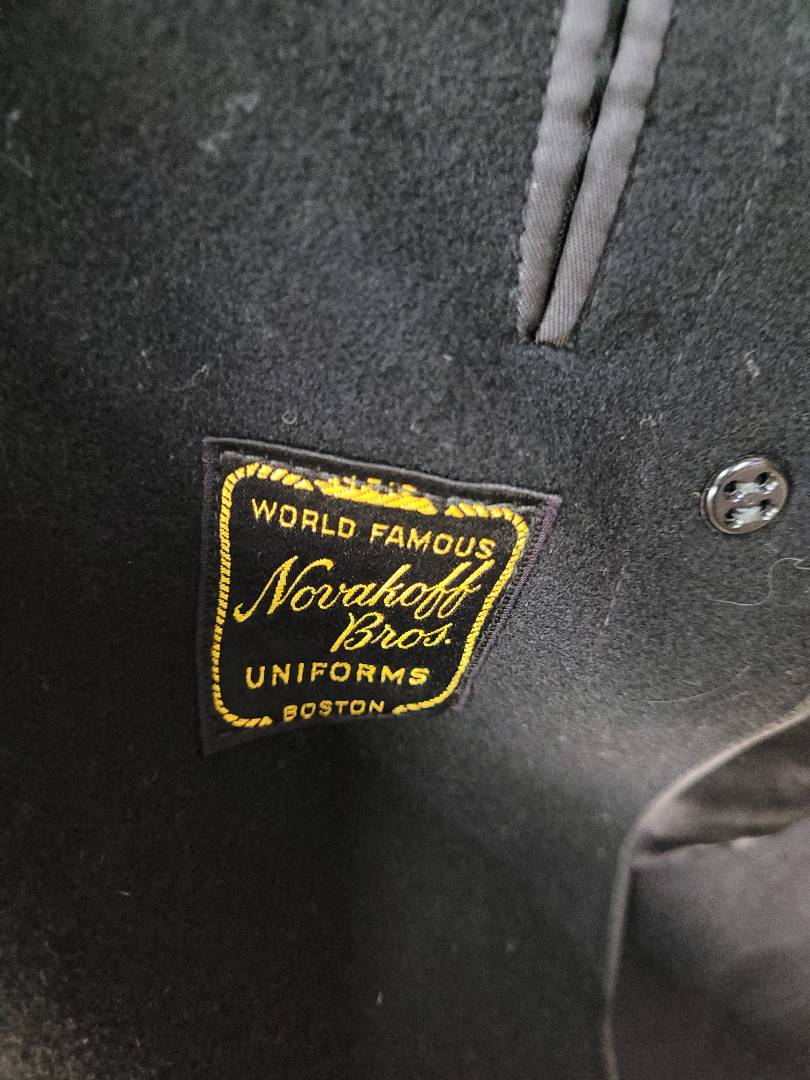 WORLD FAMOUS
Novakoff
Bros.
UNIFORMS
BOSTON